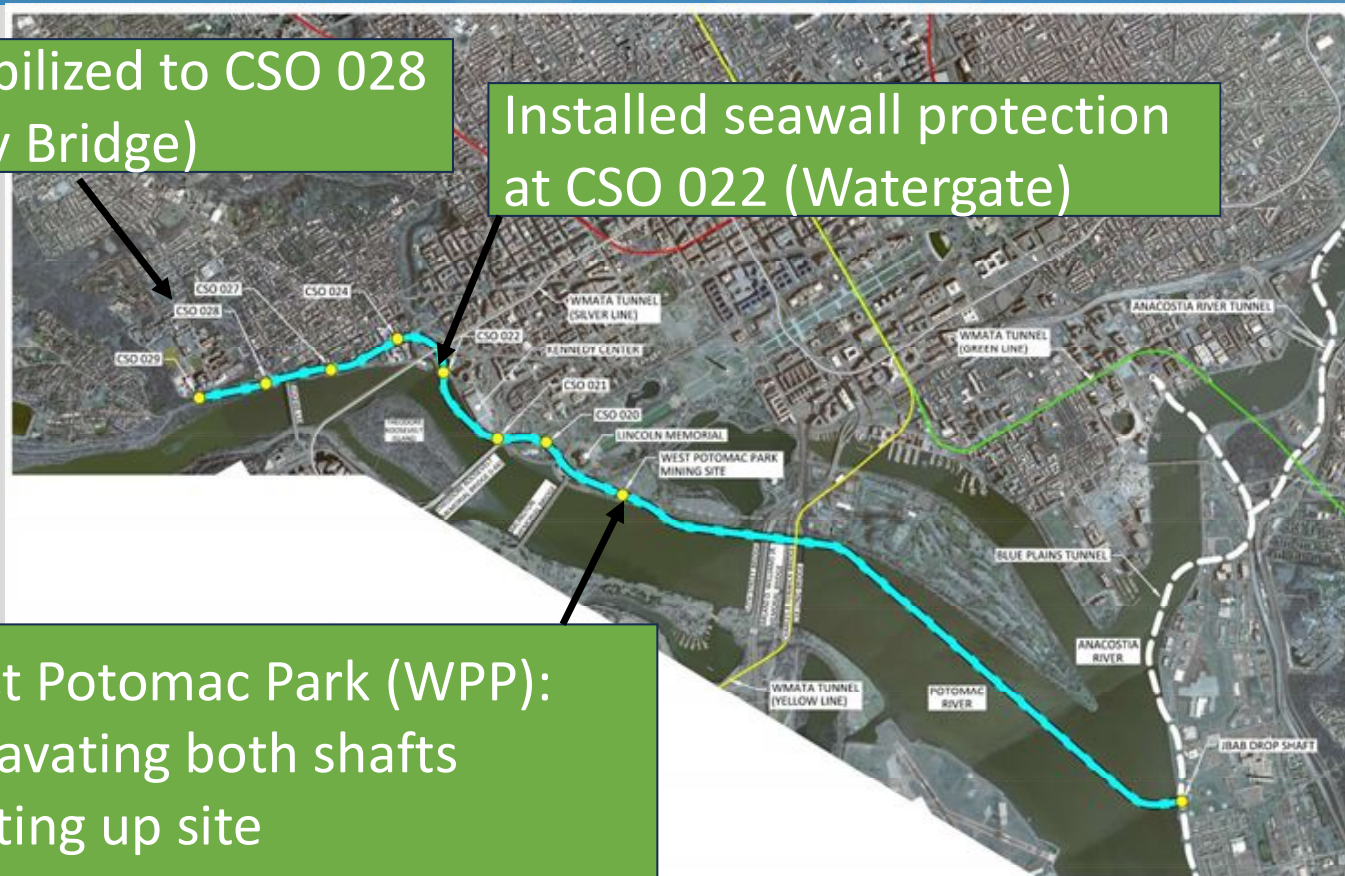 bilized to CSO 028
y Bridge)
Installed seawall protection
at CSO 022 (Watergate)
CSO 027
CSO 024
CSO 028
CSO 029
WMATA TUNNEL
(SILVER LINE)
CSO 022
KENNEDY CENTER
CSO 021
CSO 020
LINCOLN MEMORIAL
WEST POTOMAC PARK
MINING SITE
THEODORE
ROOSEVELT
ISLAND
WMATA TUNNEL
(GREEN LINE)
ANACOSTIA RIVER TUNNEL
BLUE PLAINS TUNNEL
ANACOSTIA
RIVER
WMATA TUNNEL
(YELLOW LINE)
POTOMAC
RIVER
JBAB DROP SHAFT
t Potomac Park (WPP):
avating both shafts
ting up site